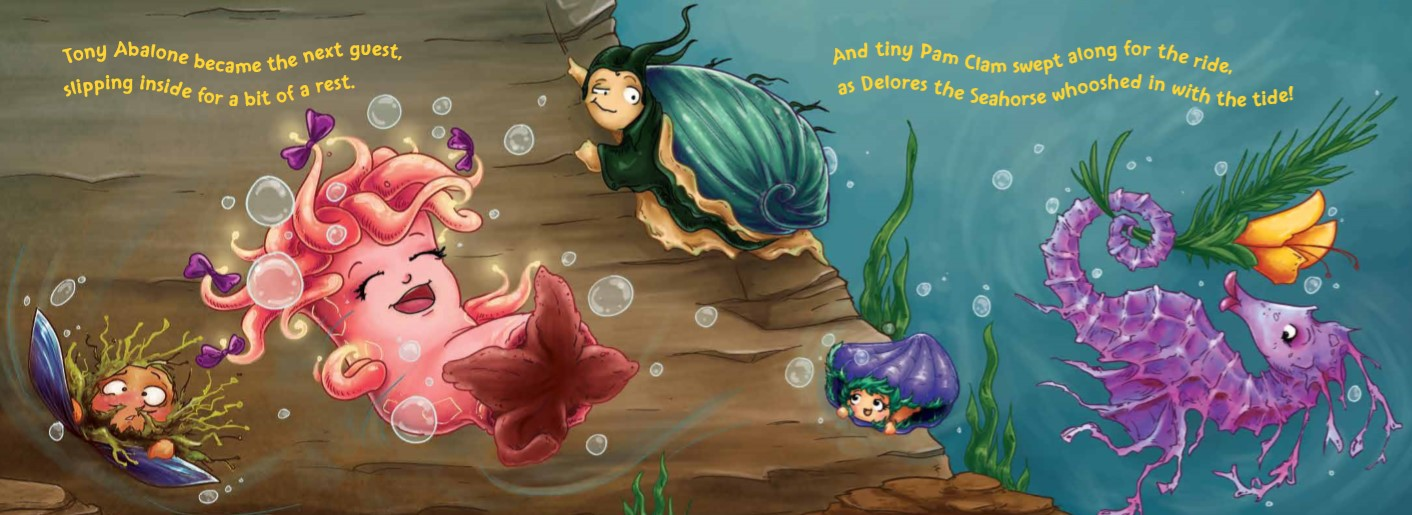 Tony Abalone became the next guest,
slipping inside for a bit of a rest.
And tiny Pam Clam swept along for the ride,
as Delores the Seahorse whooshed in with the tide!